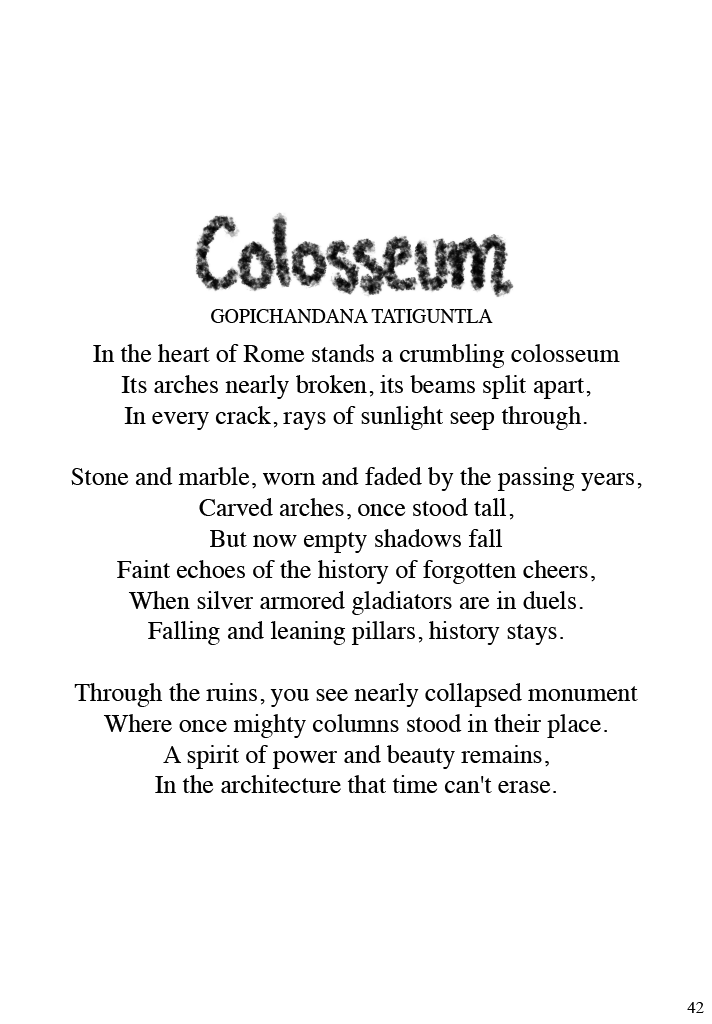 Colosseum
GOPICHANDANA TATIGUNTLA
In the heart of Rome stands a crumbling colosseum
Its arches nearly broken, its beams split apart,
In every crack, rays of sunlight seep through.
Stone and marble, worn and faded by the passing years,
Carved arches, once stood tall,
But now empty shadows fall
Faint echoes of the history of forgotten cheers,
When silver armored gladiators are in duels.
Falling and leaning pillars, history stays.
Through the ruins, you see nearly collapsed monument
Where once mighty columns stood in their place.
A spirit of power and beauty remains,
In the architecture that time can't erase.
42